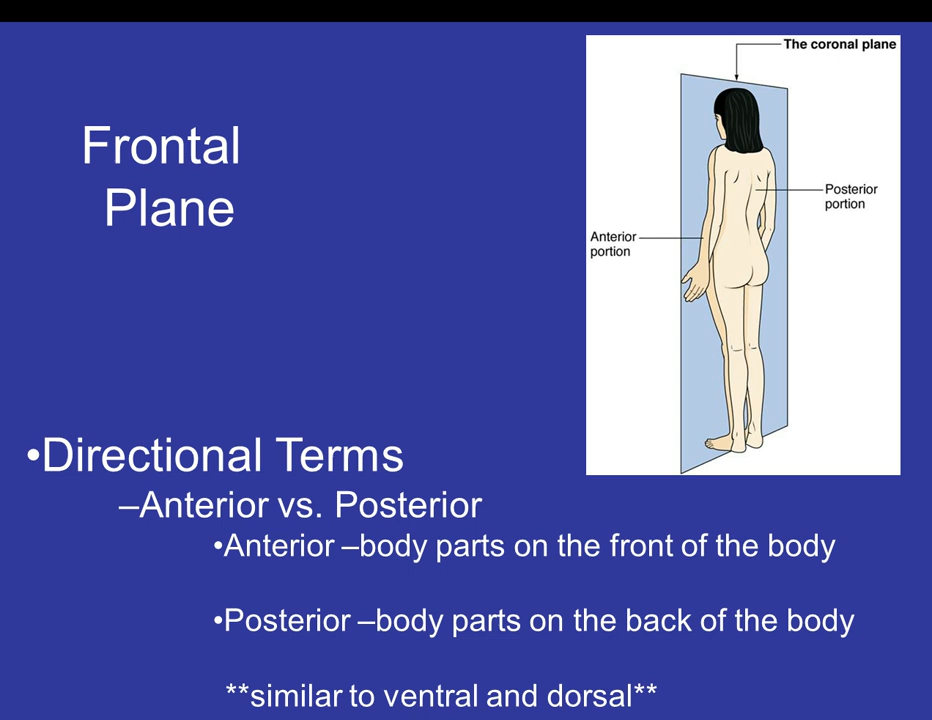 Frontal
Plane
The coronal plane
Posterior
portion
Anterior
portion
•Directional Terms
–Anterior vs. Posterior
•Anterior –body parts on the front of the body
•Posterior –body parts on the back of the body
**similar to ventral and dorsal**